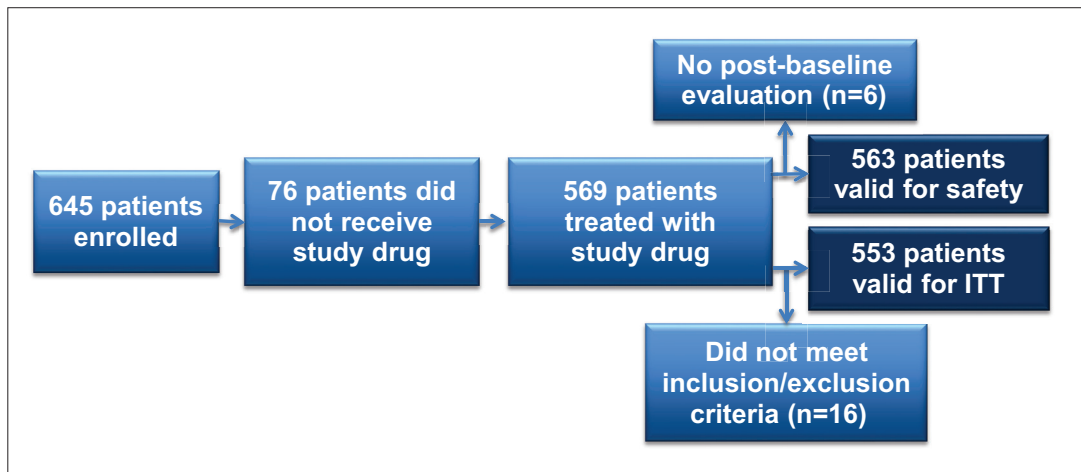 No post-baseline
evaluation (n=6)
645 patients
enrolled
76 patients did
not receive
study drug
569 patients
treated with
study drug
563 patients
valid for safety
553 patients
valid for ITT
Did not meet
inclusion/exclusion
criteria (n=16)